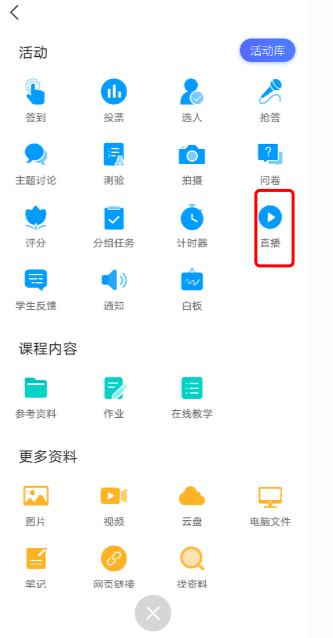 活动
活动库
签到 投票 选人 抢答
主题讨论 测验 拍摄 问卷
评分 分组任务 计时器 直播
学生反馈 通知 白板
课程内容
参考资料 作业 在线教学
更多资料
图片 视频 云盘 电脑文件
笔记 网页链接 找资料